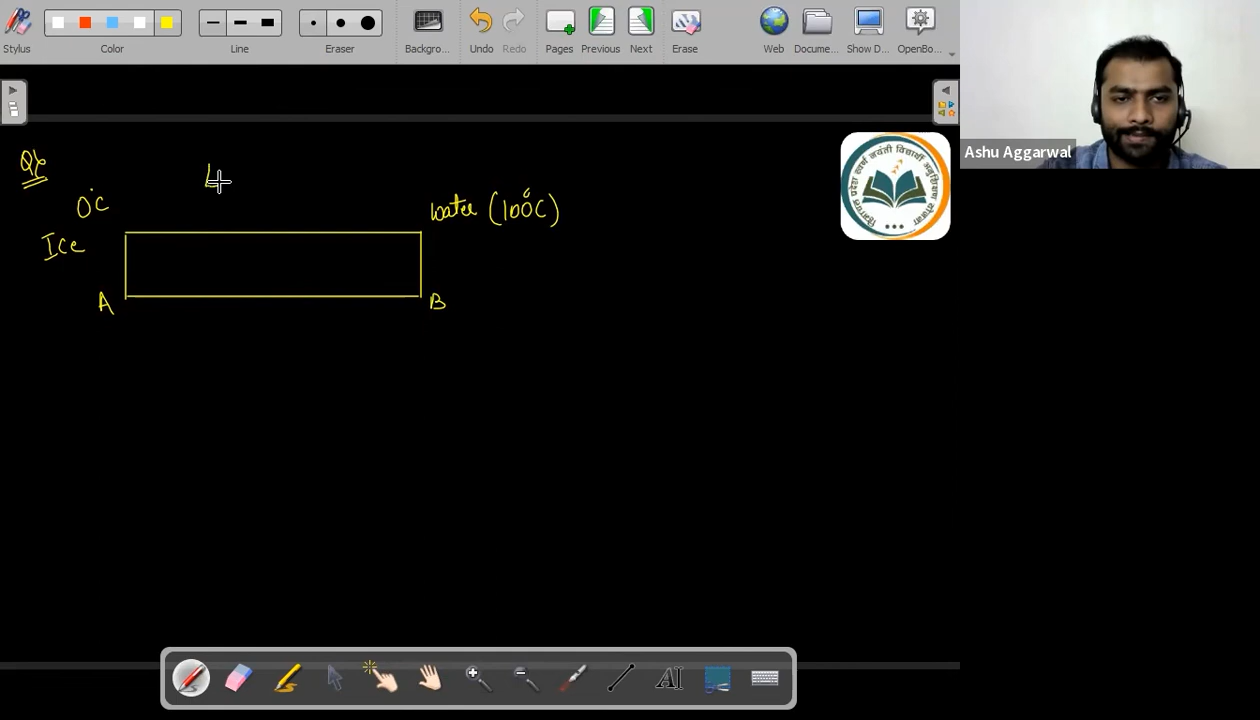 Stylus
Color
Line
Eraser
Backgro...
Undo
Redo
Pages
Previous
Next
Erase
Web
Docume...
Show D...
OpenBo...
Ashu Aggarwal
0°C
water (100°C)
Ice
A
B
AI